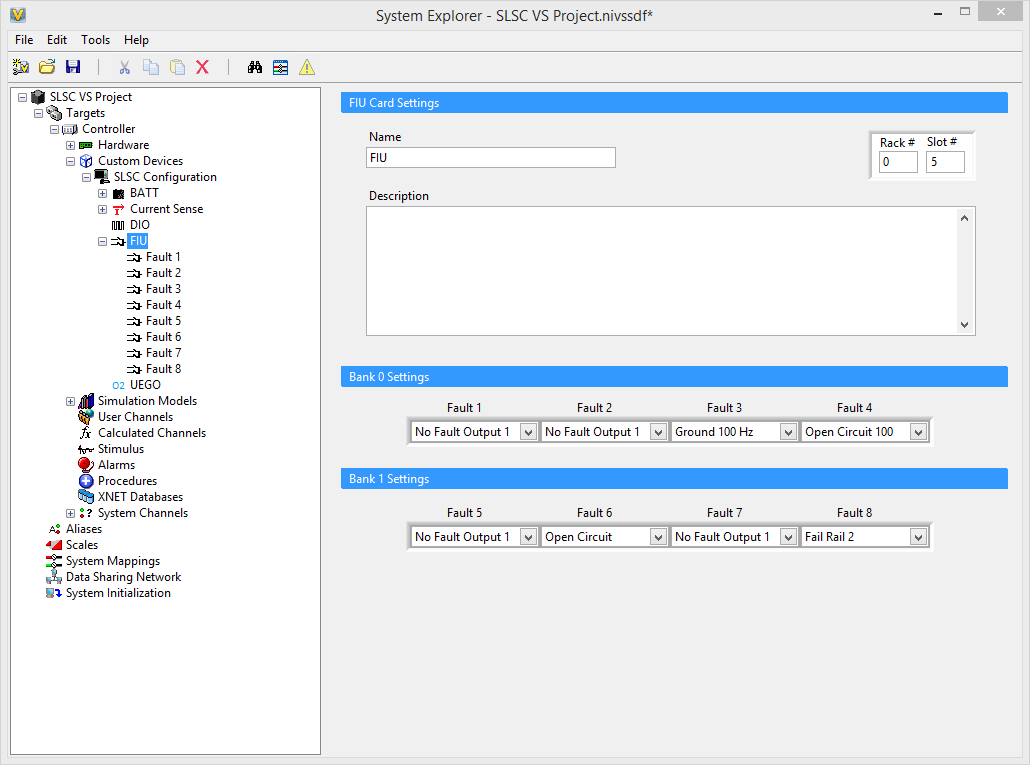 System Explorer - SLSC VS Project.nivssdf*
File Edit Tools Help
SLSC VS Project
Targets
Controller
Hardware
Custom Devices
SLSC Configuration
BATT
Current Sense
DIO
FIU
Fault 1
Fault 2
Fault 3
Fault 4
Fault 5
Fault 6
Fault 7
Fault 8
O2 UEGO
Simulation Models
User Channels
fx Calculated Channels
Stimulus
Alarms
Procedures
XNET Databases
System Channels
Aliases
Scales
System Mappings
Data Sharing Network
System Initialization
FIU Card Settings
Name
FIU
Rack # Slot #
0 5
Description
Bank 0 Settings
Fault 1 Fault 2 Fault 3 Fault 4
No Fault Output 1 No Fault Output 1 Ground 100 Hz Open Circuit 100
Bank 1 Settings
Fault 5 Fault 6 Fault 7 Fault 8
No Fault Output 1 Open Circuit No Fault Output 1 Fail Rail 2